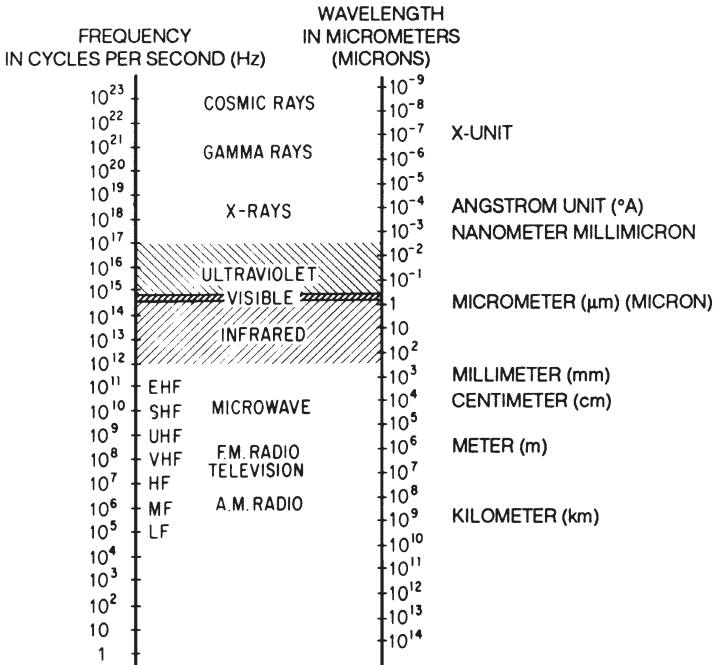 FREQUENCY
IN CYCLES PER SECOND (Hz)
WAVELENGTH
IN MICROMETERS
(MICRONS)
10²³
10²²
10²¹
10²⁰
10¹⁹
10¹⁸
10¹⁷
10¹⁶
10¹⁵
10¹⁴
10¹³
10¹²
10¹¹
10¹⁰
10⁹
10⁸
10⁷
10⁶
10⁵
10⁴
10³
10²
10
1
EHF
SHF
UHF
VHF
HF
MF
LF
COSMIC RAYS
GAMMA RAYS
X-RAYS
ULTRAVIOLET
VISIBLE
INFRARED
MICROWAVE
F.M. RADIO
TELEVISION
A.M. RADIO
10⁻⁹
10⁻⁸
10⁻⁷
10⁻⁶
10⁻⁵
10⁻⁴
10⁻³
10⁻²
10⁻¹
1
10
10²
10³
10⁴
10⁵
10⁶
10⁷
10⁸
10⁹
10¹⁰
10¹¹
10¹²
10¹³
10¹⁴
X-UNIT
ANGSTROM UNIT (°A)
NANOMETER MILLIMICRON
MICROMETER (µm) (MICRON)
MILLIMETER (mm)
CENTIMETER (cm)
METER (m)
KILOMETER (km)